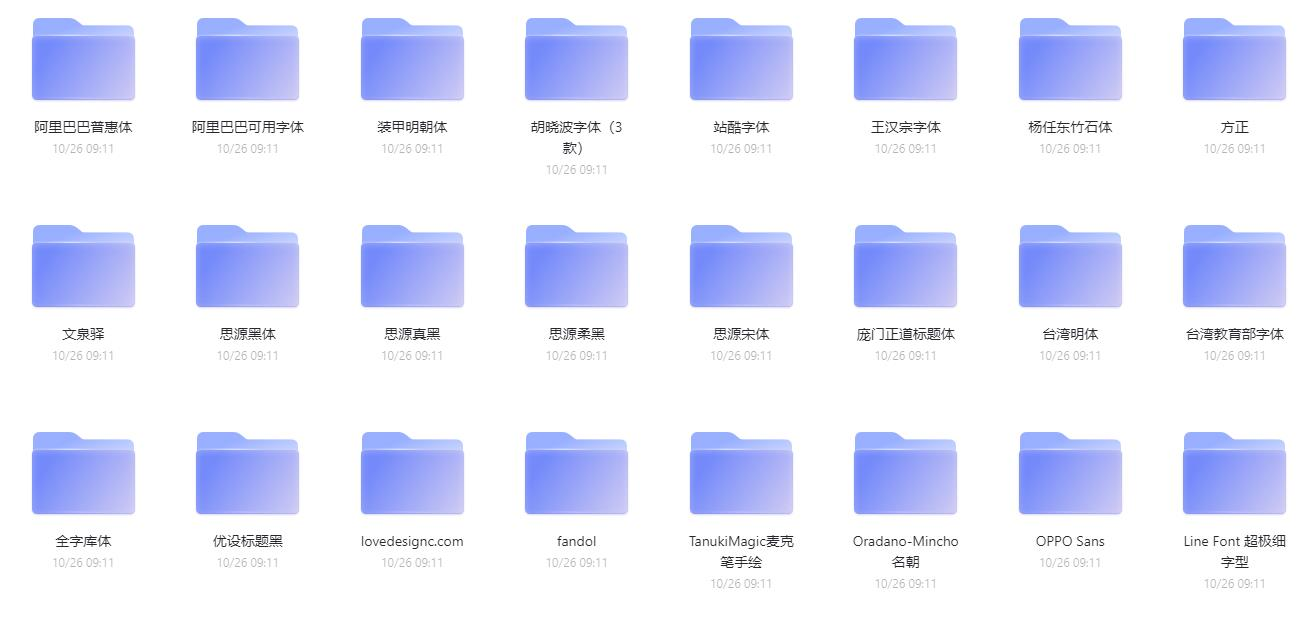 阿里巴巴普惠体
10/26 09:11
阿里巴巴可用字体
10/26 09:11
装甲明朝体
10/26 09:11
胡晓波字体（3
款）
10/26 09:11
站酷字体
10/26 09:11
王汉宗字体
10/26 09:11
杨任东竹石体
10/26 09:11
方正
10/26 09:11
文泉驿
10/26 09:11
思源黑体
10/26 09:11
思源真黑
10/26 09:11
思源柔黑
10/26 09:11
思源宋体
10/26 09:11
庞门正道标题体
10/26 09:11
台湾明体
10/26 09:11
台湾教育部字体
10/26 09:11
全字库体
10/26 09:11
优设标题黑
10/26 09:11
lovedesignc.com
10/26 09:11
fandol
10/26 09:11
TanukiMagic麦克
笔手绘
10/26 09:11
Oradano-Mincho
名朝
10/26 09:11
OPPO Sans
10/26 09:11
Line Font 超极细
字型
10/26 09:11